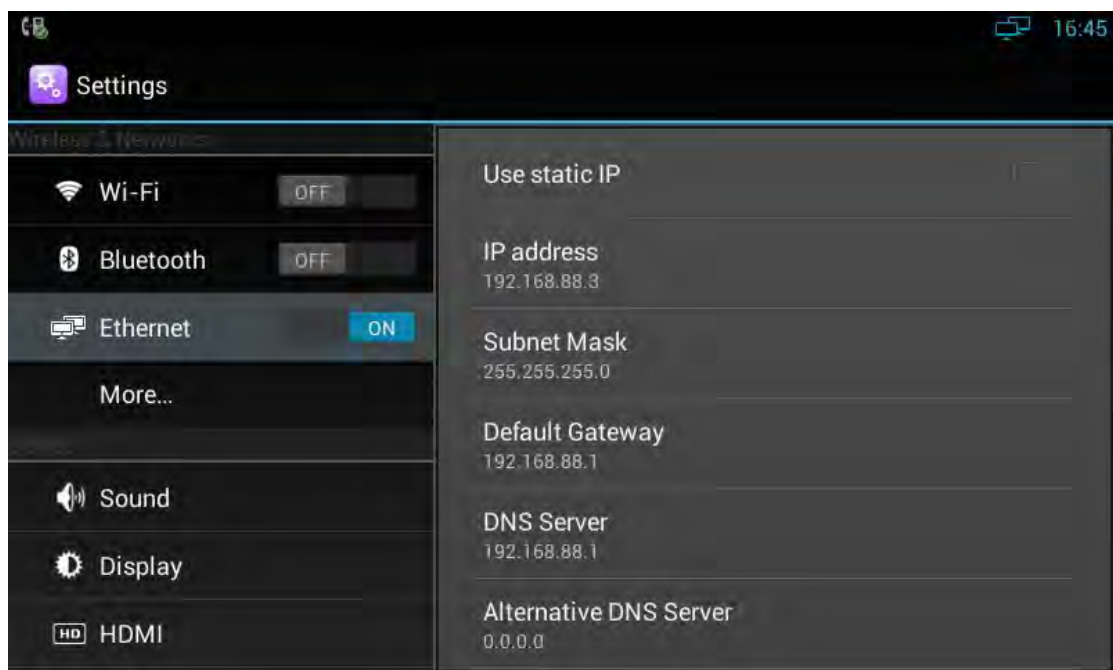 16:45
Settings
Wireless & Networks
Wi-Fi OFF
Bluetooth OFF
Ethernet ON
More...
Sound
Display
HD HDMI
Use static IP
IP address
192.168.88.3
Subnet Mask
255.255.255.0
Default Gateway
192.168.88.1
DNS Server
192.168.88.1
Alternative DNS Server
0.0.0.0